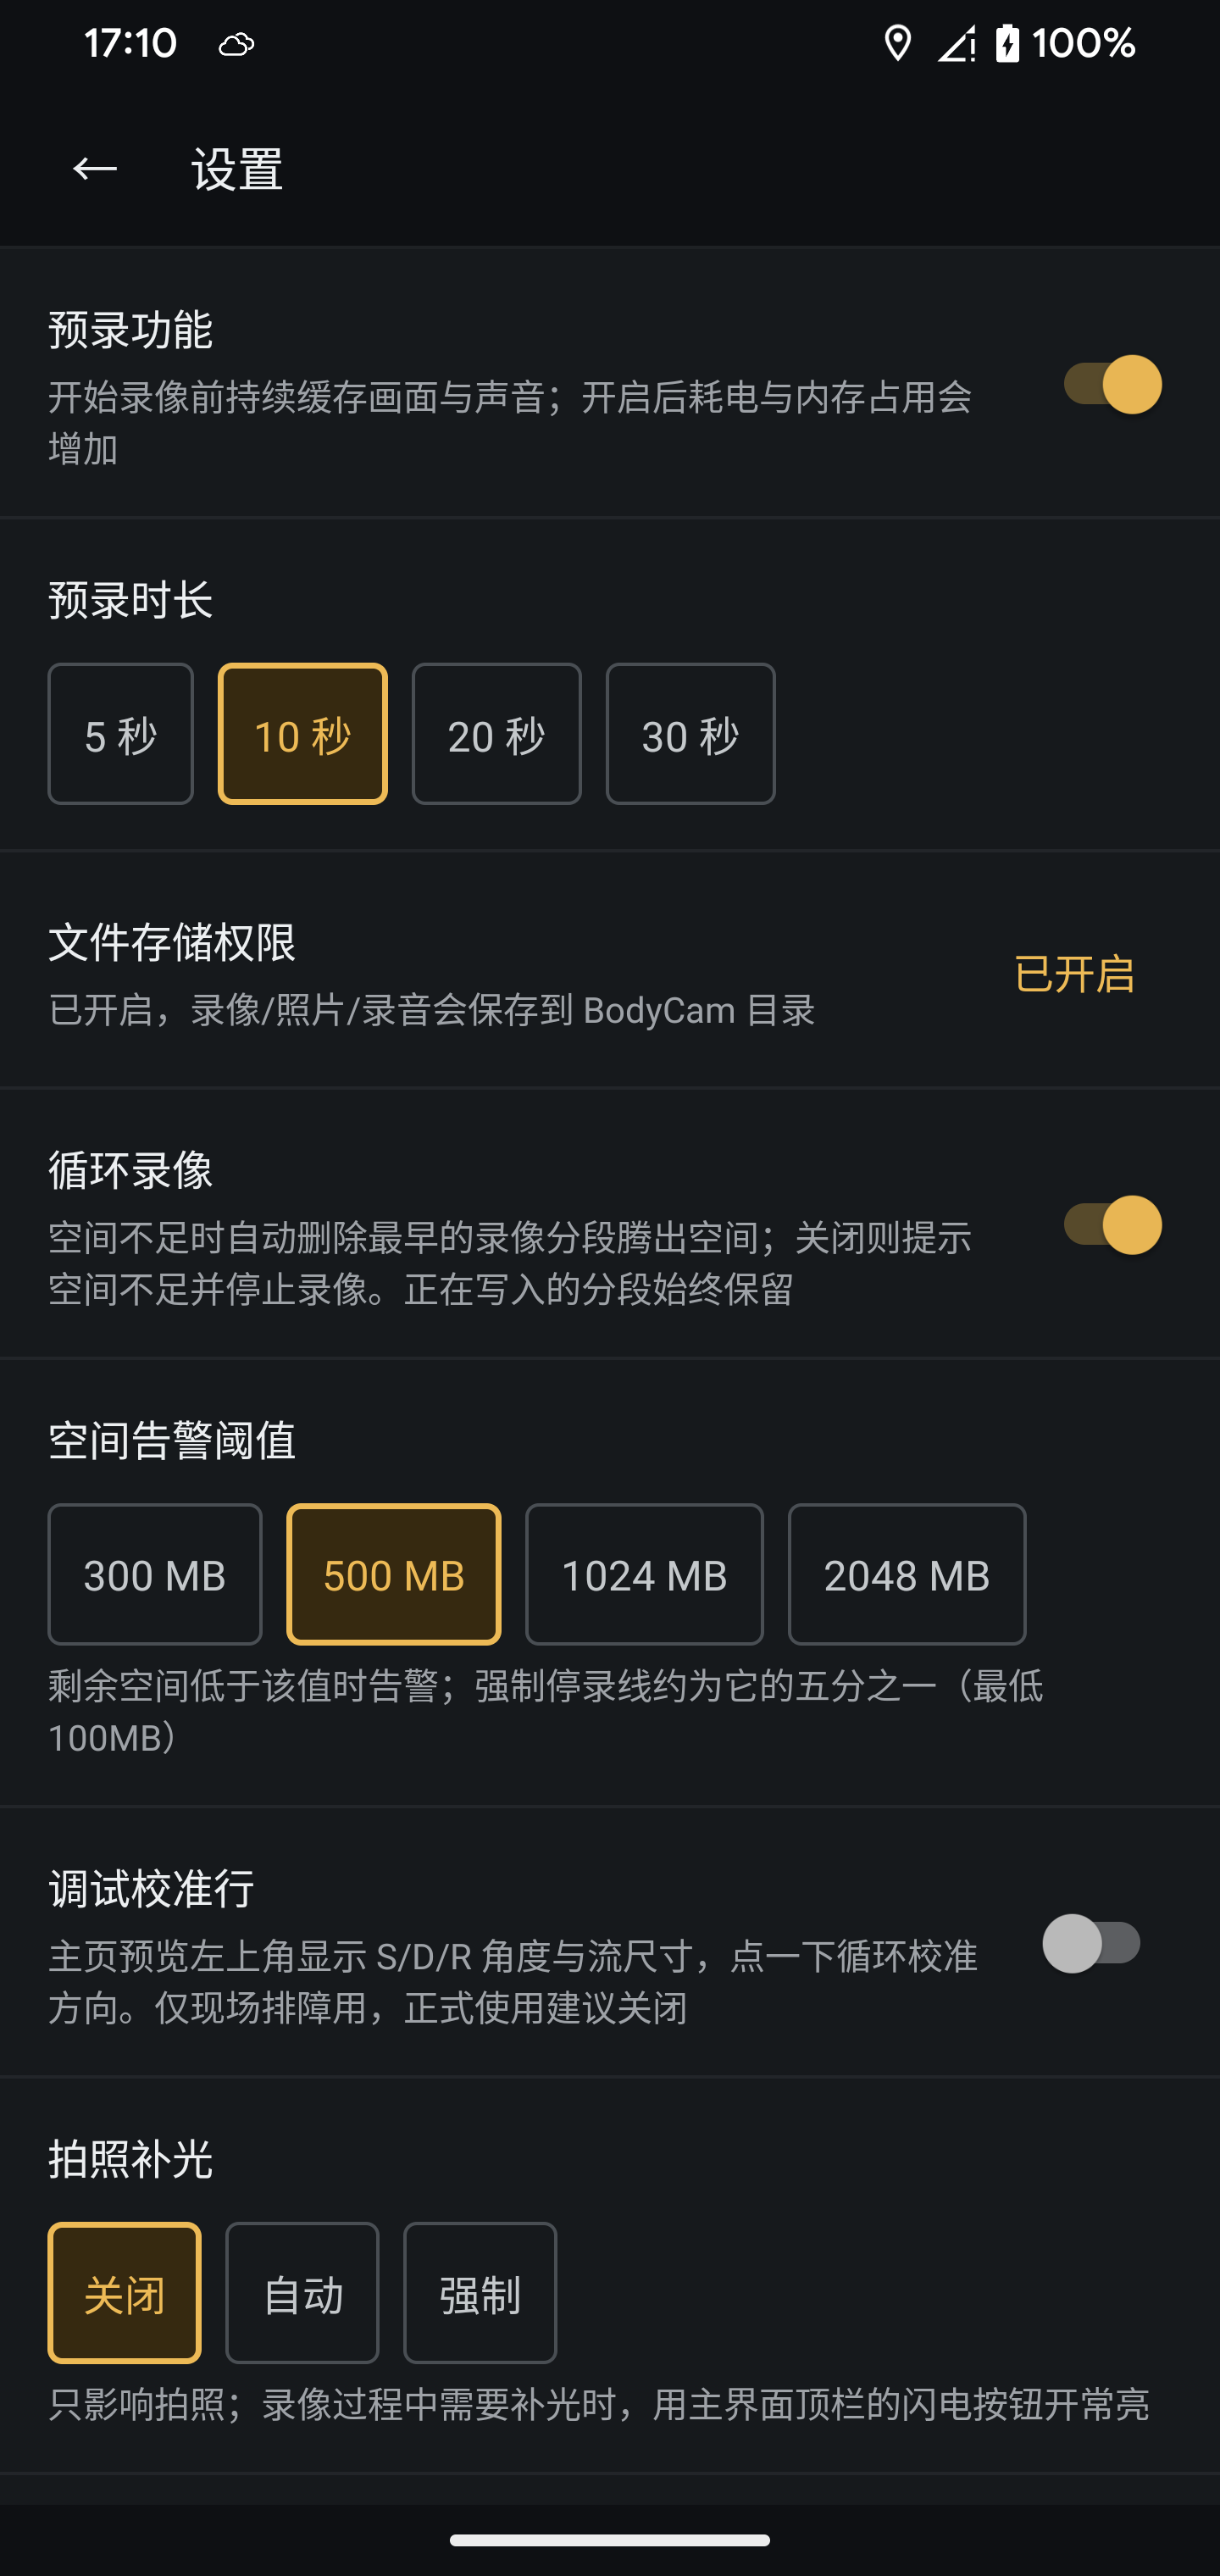 17:10
100%
设置
预录功能
开始录像前持续缓存画面与声音；开启后耗电与内存占用会
增加
预录时长
5 秒
10 秒
20 秒
30 秒
文件存储权限
已开启，录像/照片/录音会保存到 BodyCam 目录
已开启
循环录像
空间不足时自动删除最早的录像分段腾出空间；关闭则提示
空间不足并停止录像。正在写入的分段始终保留
空间告警阈值
300 MB
500 MB
1024 MB
2048 MB
剩余空间低于该值时告警；强制停录线约为它的五分之一（最低
100MB）
调试校准行
主页预览左上角显示 S/D/R 角度与流尺寸，点一下循环校准
方向。仅现场排障用，正式使用建议关闭
拍照补光
关闭
自动
强制
只影响拍照；录像过程中需要补光时，用主界面顶栏的闪电按钮开常亮